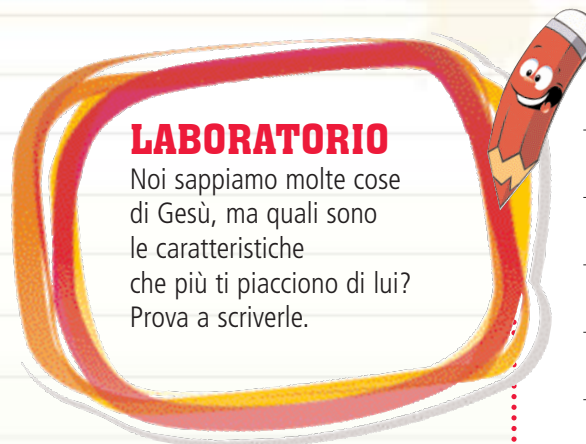 LABORATORIO
Noi sappiamo molte cose
di Gesù, ma quali sono
le caratteristiche
che più ti piacciono di lui?
Prova a scriverle.